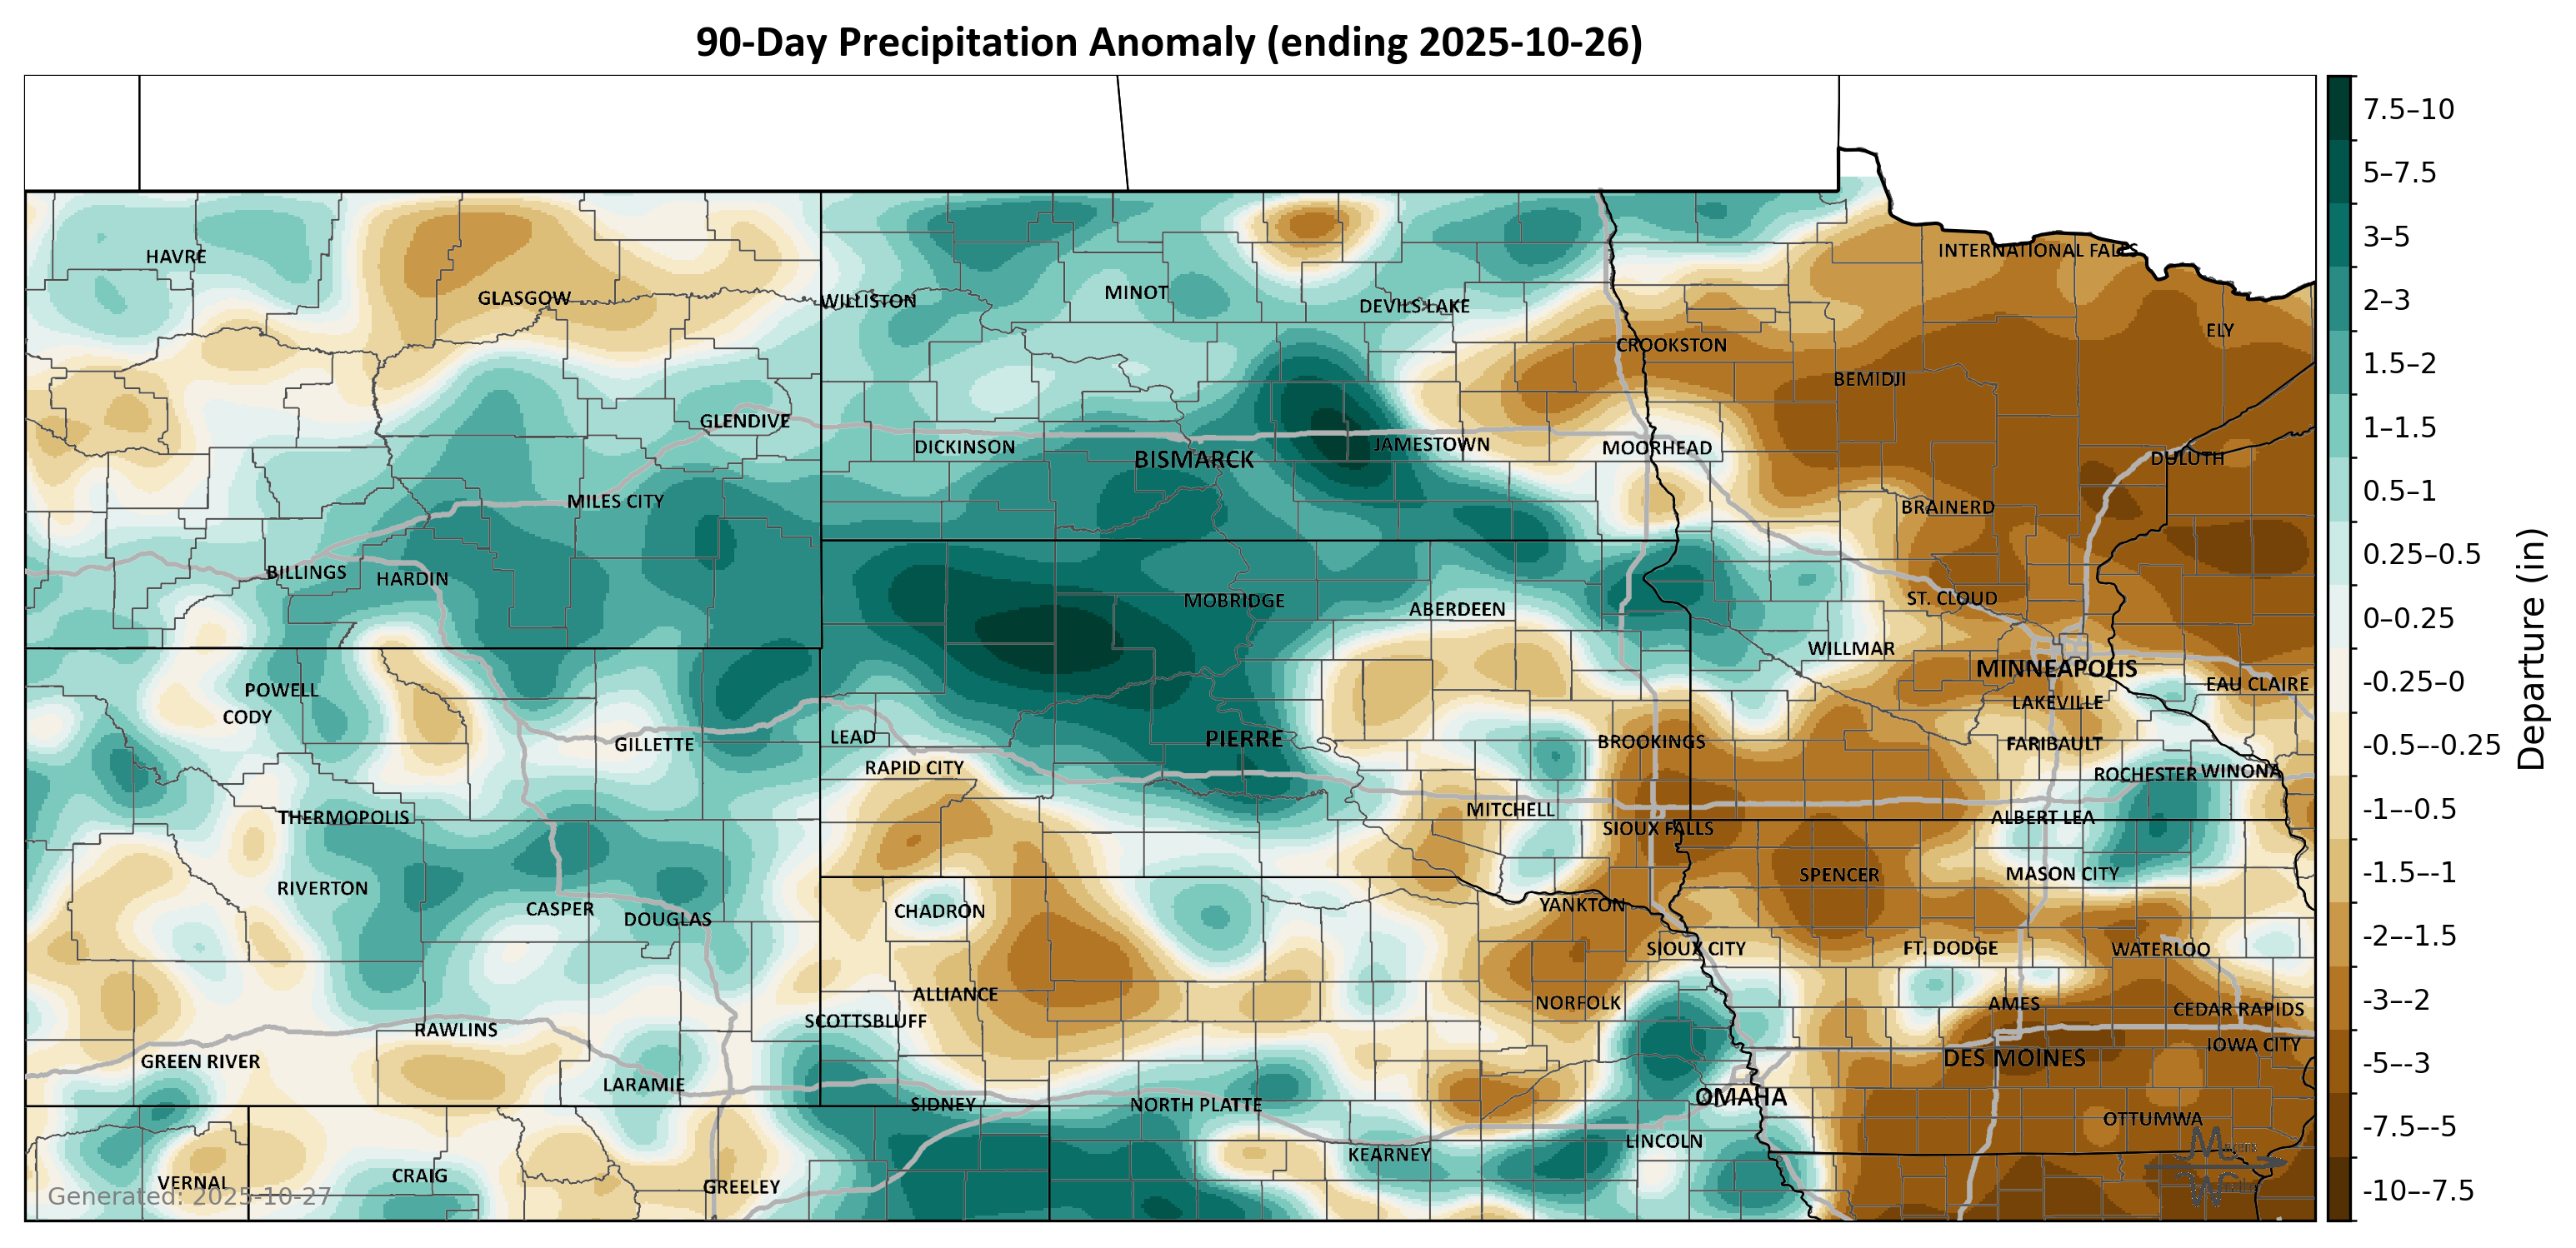 90-Day Precipitation Anomaly (ending 2025-10-26)
7.5–10
5–7.5
3–5
2–3
1.5–2
1–1.5
0.5–1
0.25–0.5
0–0.25
-0.25–0
-0.5–-0.25
-1–-0.5
-1.5–-1
-2–-1.5
-3–-2
-5–-3
-7.5–-5
-10–-7.5
Departure (in)
HAVRE
GLASGOW
WILLISTON
MINOT
DEVILS LAKE
INTERNATIONAL FALLS
ELY
CROOKSTON
BEMIDJI
GLENDIVE
DICKINSON
BISMARCK
JAMESTOWN
MOORHEAD
DULUTH
MILES CITY
BRAINERD
BILLINGS
HARDIN
MOBRIDGE
ABERDEEN
ST. CLOUD
WILLMAR
MINNEAPOLIS
EAU CLAIRE
POWELL
CODY
LAKEVILLE
GILLETTE
LEAD
PIERRE
BROOKINGS
FARIBAULT
RAPID CITY
ROCHESTER
WINONA
THERMOPOLIS
MITCHELL
SIOUX FALLS
ALBERT LEA
RIVERTON
SPENCER
MASON CITY
CASPER
DOUGLAS
CHADRON
YANKTON
SIOUX CITY
FT. DODGE
WATERLOO
ALLIANCE
NORFOLK
AMES
CEDAR RAPIDS
SCOTTSBLUFF
RAWLINS
IOWA CITY
GREEN RIVER
DES MOINES
LARAMIE
SIDNEY
NORTH PLATTE
OMAHA
OTTUMWA
LINCOLN
KEARNEY
VERNAL
CRAIG
GREELEY
Generated: 2025-10-27